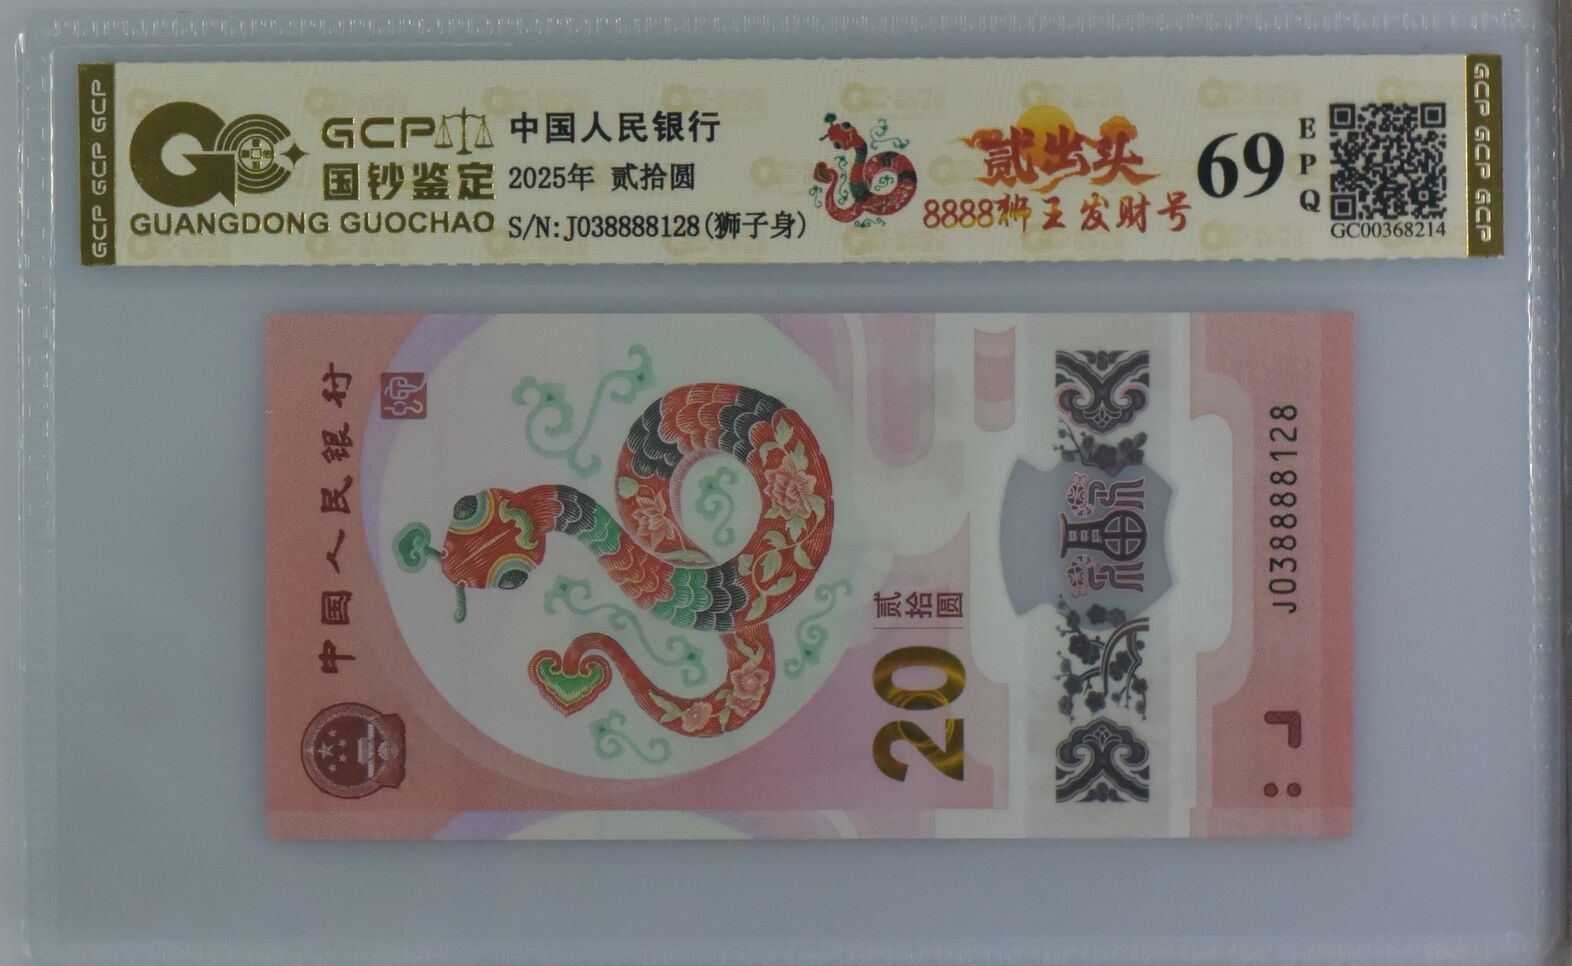 GCP GCP GCP
GCP
国钞鉴定
GUANGDONG GUOCHAO
中国人民银行
2025年 贰拾圆
S/N:J038888128(狮子身)
贰出头
8888狮王发财号
69
EPQ
GC00368214
GCP GCP GCP
中国人民银行
贰拾圆
20
J038888128